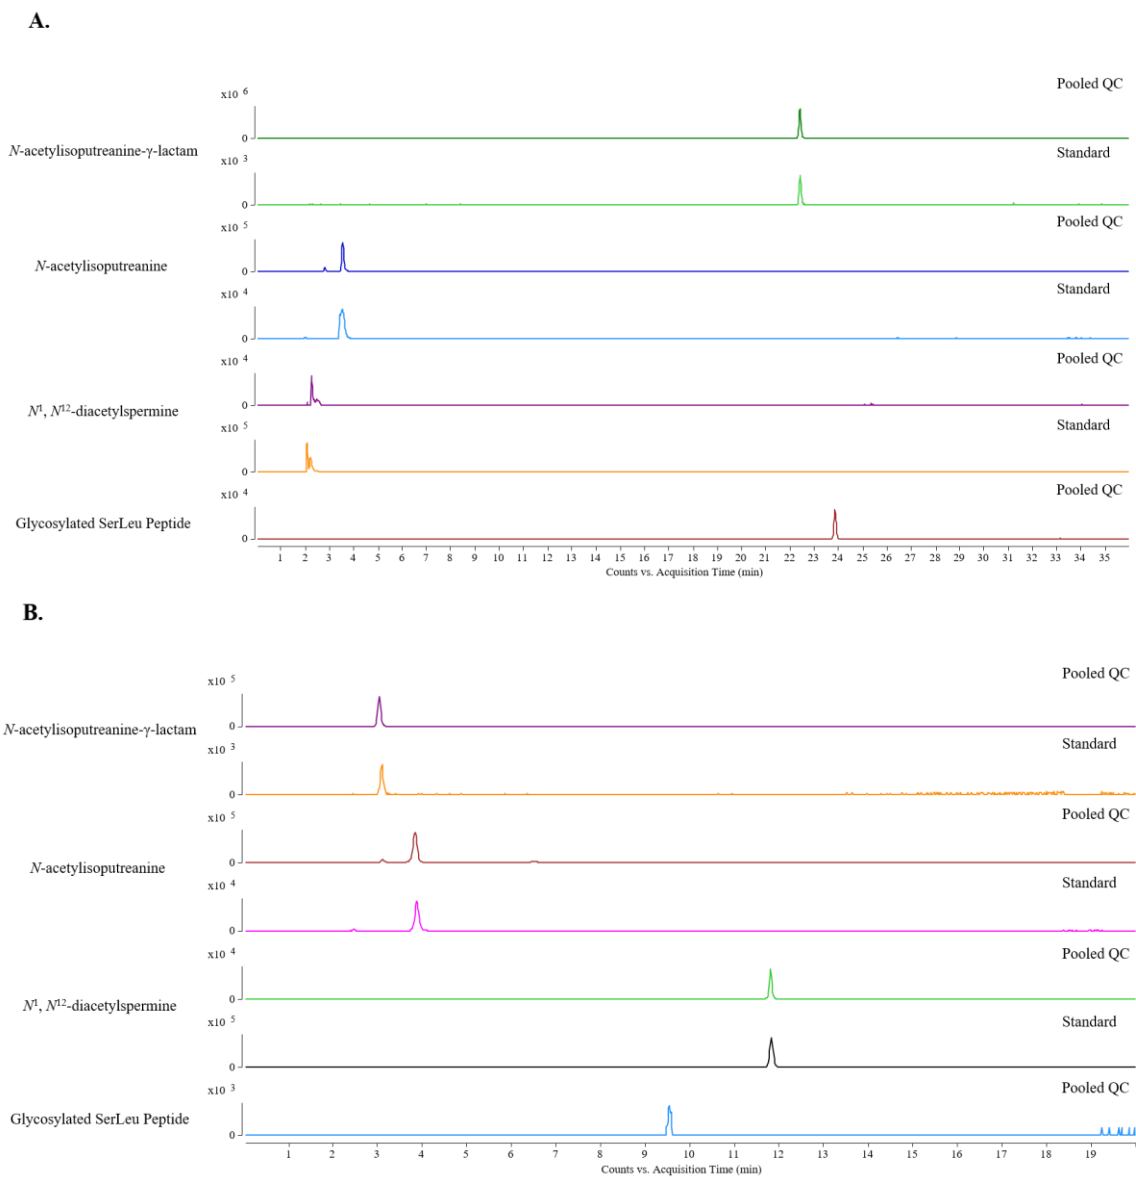 A.
Pooled QC
x10 6
0
N-acetylisoputreanine-γ-lactam
Standard
x10 3
0
Pooled QC
x10 5
N-acetylisoputreanine
0
Standard
x10 4
0
Pooled QC
x10 4
N1, N12-diacetylspermine
0
Standard
x10 5
0
Pooled QC
x10 4
Glycosylated SerLeu Peptide
0
1 2 3 4 5 6 7 8 9 10 11 12 13 14 15 16 17 18 19 20 21 22 23 24 25 26 27 28 29 30 31 32 33 34 35
Counts vs. Acquisition Time (min)
B.
Pooled QC
x10 5
N-acetylisoputreanine-γ-lactam
0
Standard
x10 3
0
Pooled QC
x10 5
N-acetylisoputreanine
0
Standard
x10 4
0
Pooled QC
x10 4
N1, N12-diacetylspermine
0
Standard
x10 5
0
Pooled QC
x10 3
Glycosylated SerLeu Peptide
0
1 2 3 4 5 6 7 8 9 10 11 12 13 14 15 16 17 18 19
Counts vs. Acquisition Time (min)